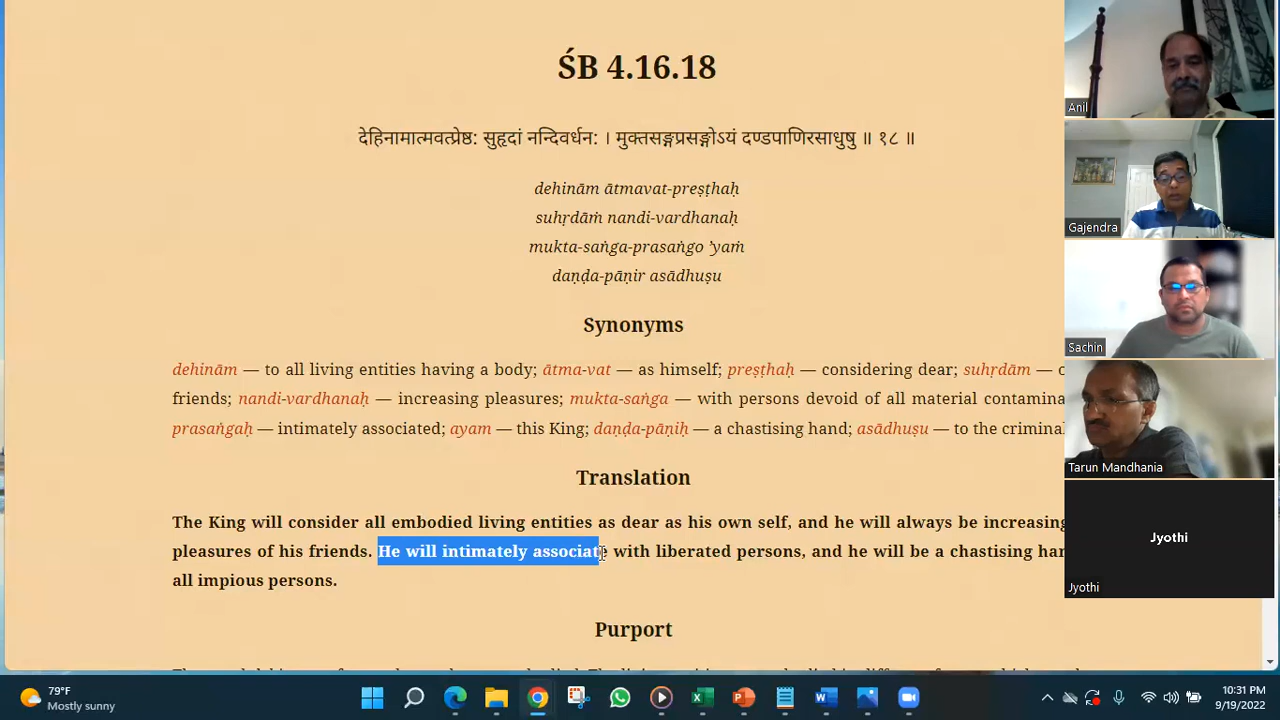 ŚB 4.16.18
देहिनामात्मवत्प्रेष्ठ: सुहृदां नन्दिवर्धन: । मुक्तसङ्गप्रसङ्गोऽयं दण्डपाणिरसाधुषु ॥ १८ ॥
dehinām ātmavat-preṣṭhaḥ
suhṛdāṁ nandi-vardhanaḥ
mukta-saṅga-prasaṅgo ’yaṁ
daṇḍa-pāṇir asādhuṣu
Synonyms
dehinām — to all living entities having a body; ātma-vat — as himself; preṣṭhaḥ — considering dear; suhṛdām —
friends; nandi-vardhanaḥ — increasing pleasures; mukta-saṅga — with persons devoid of all material
prasaṅgaḥ — intimately associated; ayam — this King; daṇḍa-pāṇiḥ — a chastising hand; asādhuṣu — to the criminal
Translation
The King will consider all embodied living entities as dear as his own self, and he will always be increasing
pleasures of his friends. He will intimately associate with liberated persons, and he will be a chastising
all impious persons.
Purport
Anil
Gajendra
Sachin
Tarun Mandhania
Jyothi
Jyothi
79°F
Mostly sunny
10:31 PM
9/19/2022